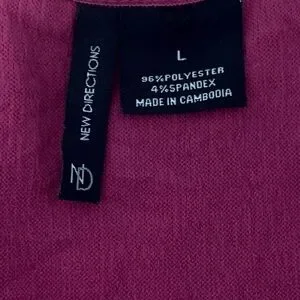 NEW DIRECTIONS
ND
L
96%POLYESTER
4%SPANDEX
MADE IN CAMBODIA